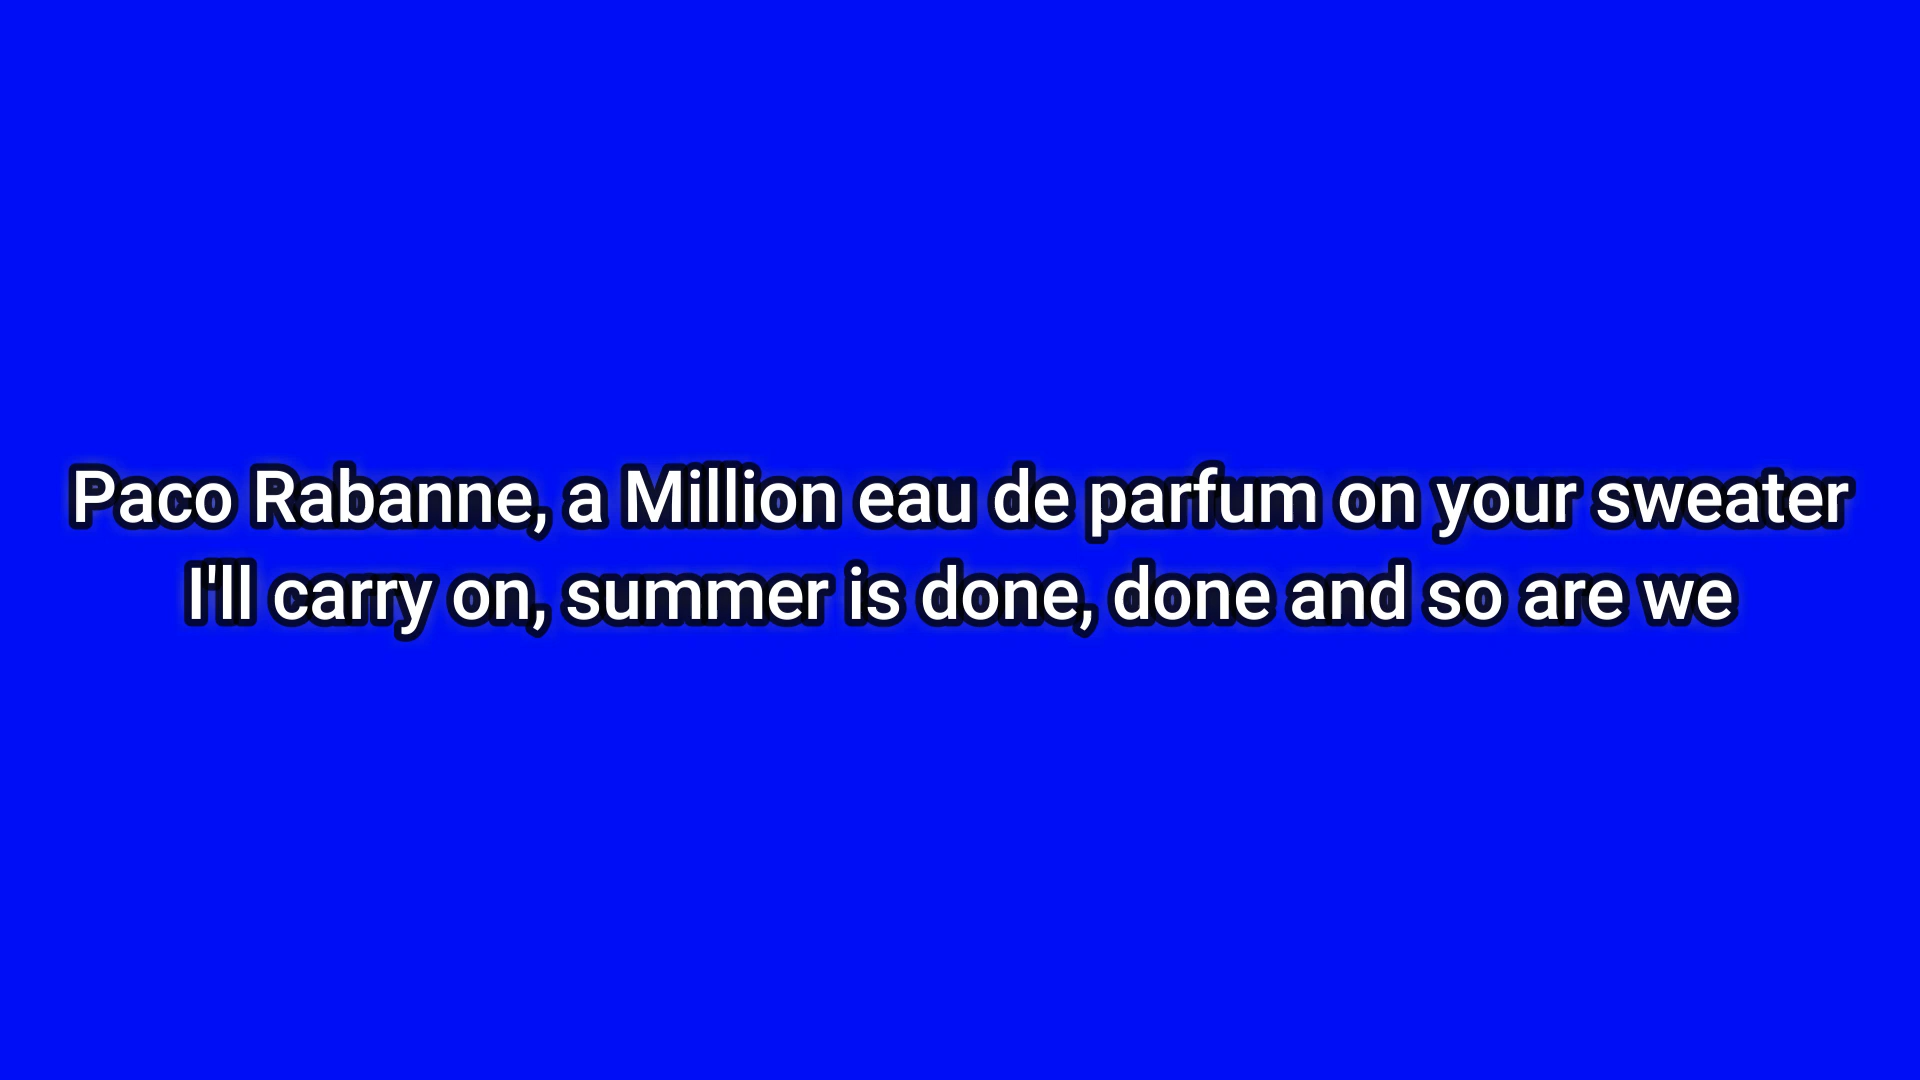 Paco Rabanne, a Million eau de parfum on your sweater
I'll carry on, summer is done, done and so are we